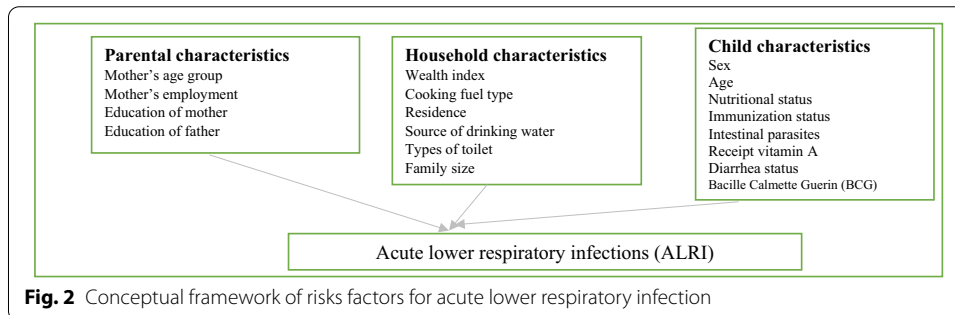 Parental characteristics
Mother's age group
Mother's employment
Education of mother
Education of father
Household characteristics
Wealth index
Cooking fuel type
Residence
Source of drinking water
Types of toilet
Family size
Child characteristics
Sex
Age
Nutritional status
Immunization status
Intestinal parasites
Receipt vitamin A
Diarrhea status
Bacille Calmette Guerin (BCG)
Acute lower respiratory infections (ALRI)
Fig. 2 Conceptual framework of risks factors for acute lower respiratory infection